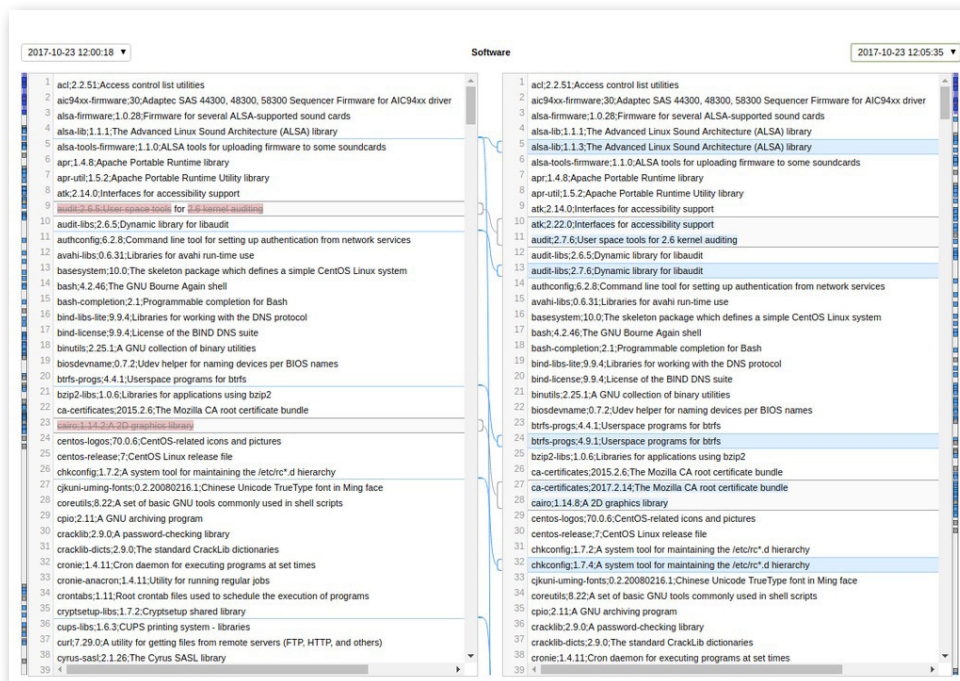 2017-10-23 12:00:18 ▼
Software
2017-10-23 12:05:35 ▼
1 acl;2.2.51;Access control list utilities
2 aic94xx-firmware;30;Adaptec SAS 44300, 48300, 58300 Sequencer Firmware for AIC94xx driver
3 alsa-firmware;1.0.28;Firmware for several ALSA-supported sound cards
4 alsa-lib;1.1.1;The Advanced Linux Sound Architecture (ALSA) library
5 alsa-tools-firmware;1.1.0;ALSA tools for uploading firmware to some soundcards
6 apr;1.4.8;Apache Portable Runtime library
7 apr-util;1.5.2;Apache Portable Runtime Utility library
8 atk;2.14.0;Interfaces for accessibility support
9 audit;2.6.5;User space tools for 2.6 kernel auditing
10 audit-libs;2.6.5;Dynamic library for libaudit
11 authconfig;6.2.8;Command line tool for setting up authentication from network services
12 avahi-libs;0.6.31;Libraries for avahi run-time use
13 basesystem;10.0;The skeleton package which defines a simple CentOS Linux system
14 bash;4.2.46;The GNU Bourne Again shell
15 bash-completion;2.1;Programmable completion for Bash
16 bind-libs-lite;9.9.4;Libraries for working with the DNS protocol
17 bind-license;9.9.4;License of the BIND DNS suite
18 binutils;2.25.1;A GNU collection of binary utilities
19 biosdevname;0.7.2;Udev helper for naming devices per BIOS names
20 btrfs-progs;4.4.1;Userspace programs for btrfs
21 bzip2-libs;1.0.6;Libraries for applications using bzip2
22 ca-certificates;2015.2.6;The Mozilla CA root certificate bundle
23 cairo;1.14.2;A 2D graphics library
24 centos-logos;70.0.6;CentOS-related icons and pictures
25 centos-release;7;CentOS Linux release file
26 chkconfig;1.7.2;A system tool for maintaining the /etc/rc*.d hierarchy
27 cjkuni-uming-fonts;0.2.20080216.1;Chinese Unicode TrueType font in Ming face
28 coreutils;8.22;A set of basic GNU tools commonly used in shell scripts
29 cpio;2.11;A GNU archiving program
30 cracklib;2.9.0;A password-checking library
31 cracklib-dicts;2.9.0;The standard CrackLib dictionaries
32 cronie;1.4.11;Cron daemon for executing programs at set times
33 cronie-anacron;1.4.11;Utility for running regular jobs
34 crontabs;1.11;Root crontab files used to schedule the execution of programs
35 cryptsetup-libs;1.7.2;Cryptsetup shared library
36 cups-libs;1.6.3;CUPS printing system - libraries
37 curl;7.29.0;A utility for getting files from remote servers (FTP, HTTP, and others)
38 cyrus-sasl;2.1.26;The Cyrus SASL library
39
1 acl;2.2.51;Access control list utilities
2 aic94xx-firmware;30;Adaptec SAS 44300, 48300, 58300 Sequencer Firmware for AIC94xx driver
3 alsa-firmware;1.0.28;Firmware for several ALSA-supported sound cards
4 alsa-lib;1.1.1;The Advanced Linux Sound Architecture (ALSA) library
5 alsa-lib;1.1.3;The Advanced Linux Sound Architecture (ALSA) library
6 alsa-tools-firmware;1.1.0;ALSA tools for uploading firmware to some soundcards
7 apr;1.4.8;Apache Portable Runtime library
8 apr-util;1.5.2;Apache Portable Runtime Utility library
9 atk;2.14.0;Interfaces for accessibility support
10 atk;2.22.0;Interfaces for accessibility support
11 audit;2.7.6;User space tools for 2.6 kernel auditing
12 audit-libs;2.6.5;Dynamic library for libaudit
13 audit-libs;2.7.6;Dynamic library for libaudit
14 authconfig;6.2.8;Command line tool for setting up authentication from network services
15 avahi-libs;0.6.31;Libraries for avahi run-time use
16 basesystem;10.0;The skeleton package which defines a simple CentOS Linux system
17 bash;4.2.46;The GNU Bourne Again shell
18 bash-completion;2.1;Programmable completion for Bash
19 bind-libs-lite;9.9.4;Libraries for working with the DNS protocol
20 bind-license;9.9.4;License of the BIND DNS suite
21 binutils;2.25.1;A GNU collection of binary utilities
22 biosdevname;0.7.2;Udev helper for naming devices per BIOS names
23 btrfs-progs;4.4.1;Userspace programs for btrfs
24 btrfs-progs;4.9.1;Userspace programs for btrfs
25 bzip2-libs;1.0.6;Libraries for applications using bzip2
26 ca-certificates;2015.2.6;The Mozilla CA root certificate bundle
27 ca-certificates;2017.2.14;The Mozilla CA root certificate bundle
28 cairo;1.14.8;A 2D graphics library
29 centos-logos;70.0.6;CentOS-related icons and pictures
30 centos-release;7;CentOS Linux release file
31 chkconfig;1.7.2;A system tool for maintaining the /etc/rc*.d hierarchy
32 chkconfig;1.7.4;A system tool for maintaining the /etc/rc*.d hierarchy
33 cjkuni-uming-fonts;0.2.20080216.1;Chinese Unicode TrueType font in Ming face
34 coreutils;8.22;A set of basic GNU tools commonly used in shell scripts
35 cpio;2.11;A GNU archiving program
36 cracklib;2.9.0;A password-checking library
37 cracklib-dicts;2.9.0;The standard CrackLib dictionaries
38 cronie;1.4.11;Cron daemon for executing programs at set times
39